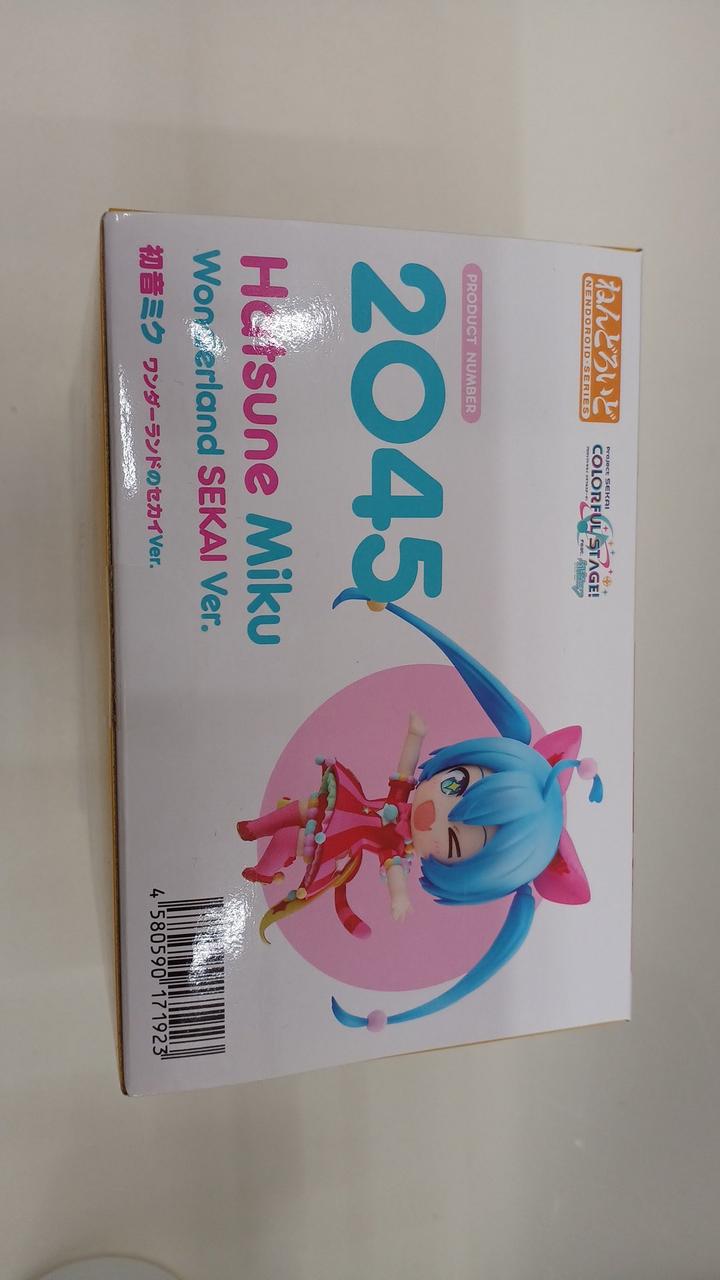 ねんどろいど
NENDOROID SERIES
PROJECT SEKAI
COLORFUL STAGE!
PRODUCT NUMBER
2045
Hatsune Miku
Wonderland SEKAI Ver.
初音ミク ワンダーランドのセカイVer.
4 580590 171923